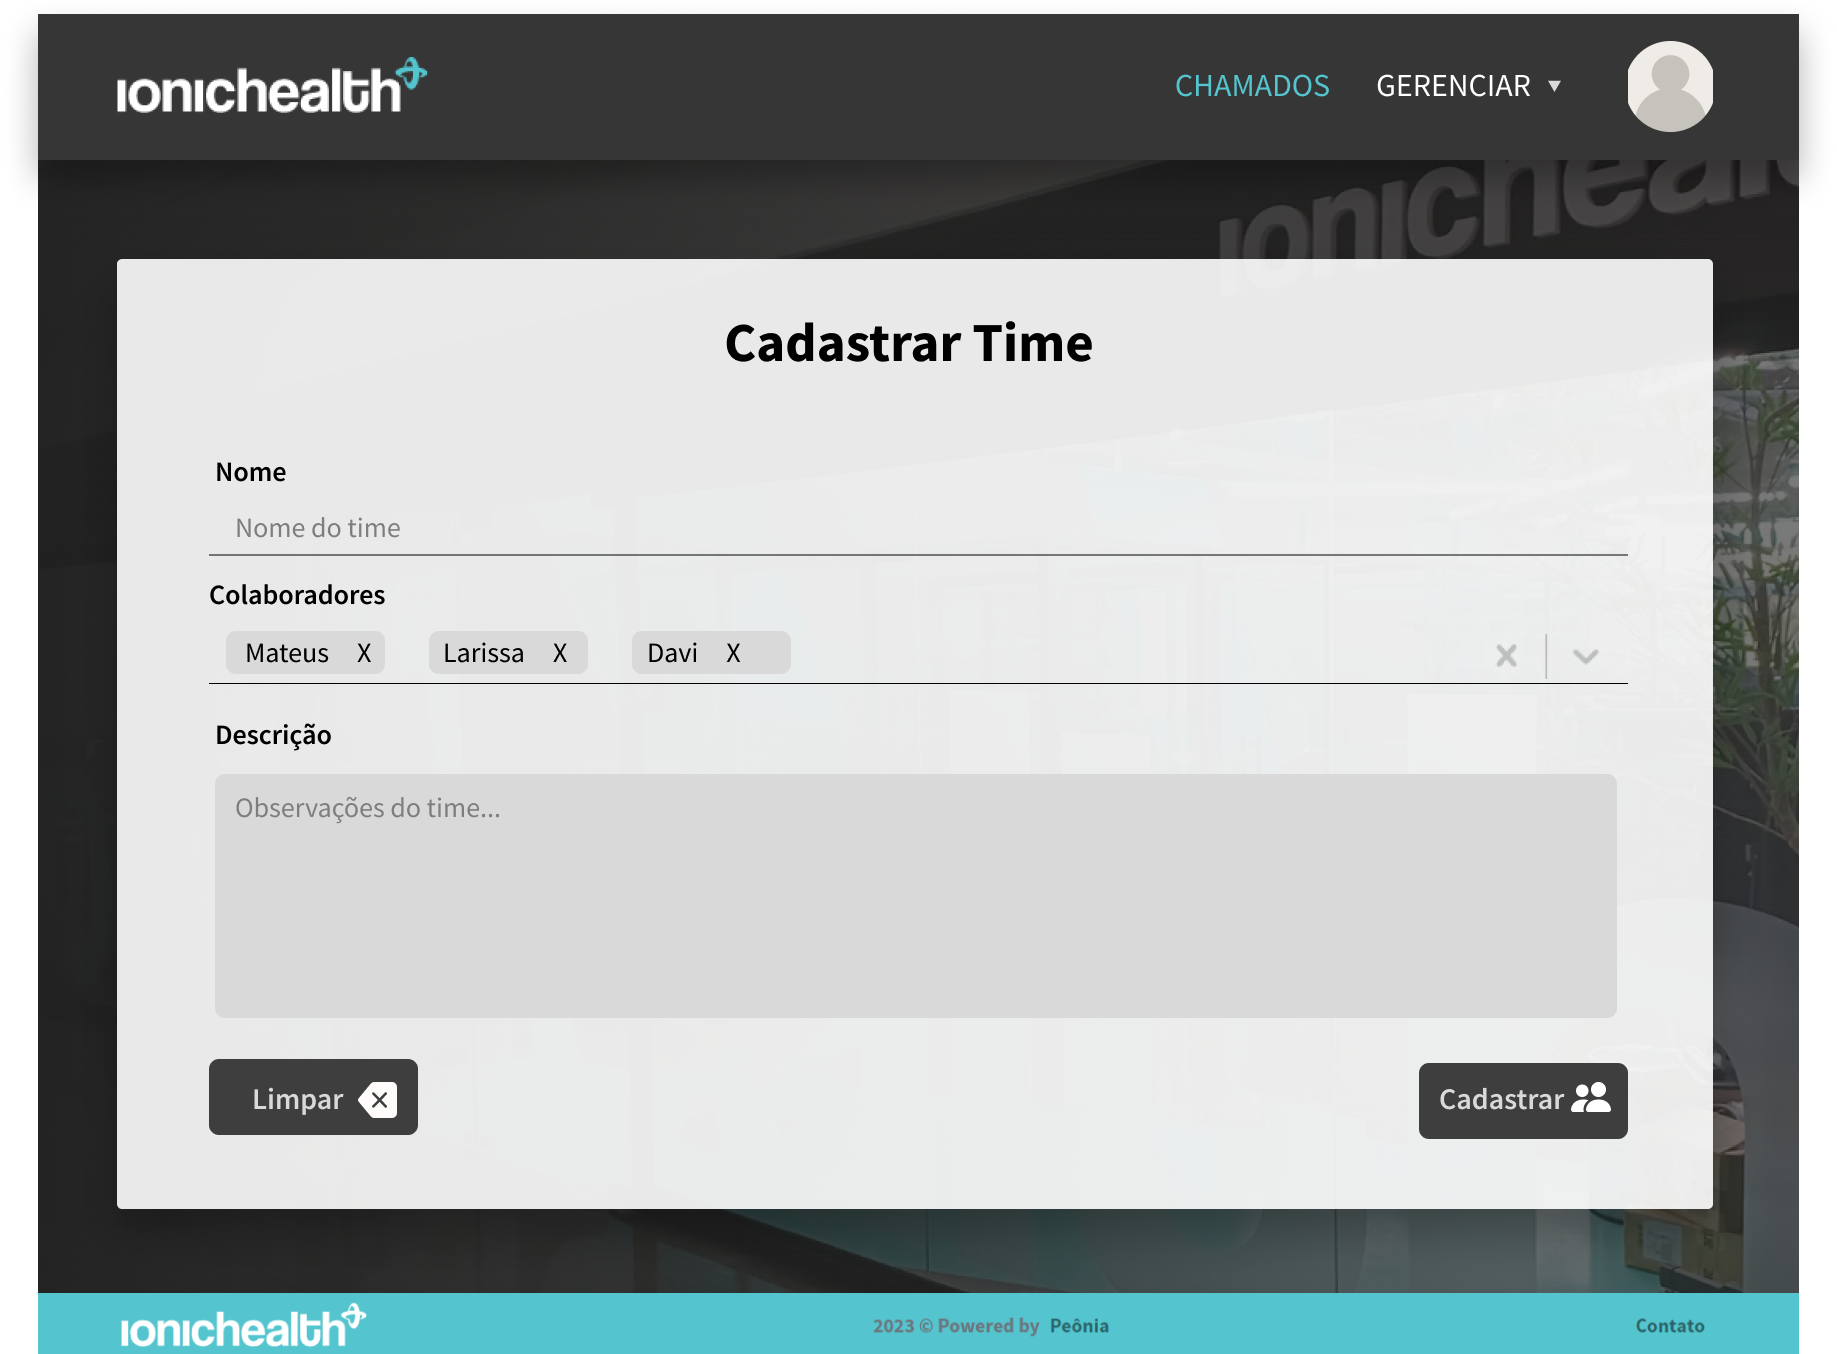 ionichealth
CHAMADOS GERENCIAR ▼
ionicheal
Cadastrar Time
Nome
Nome do time
Colaboradores
Mateus X Larissa X Davi X
Descrição
Observações do time...
Limpar
Cadastrar
ionichealth 2023 © Powered by Peônia Contato